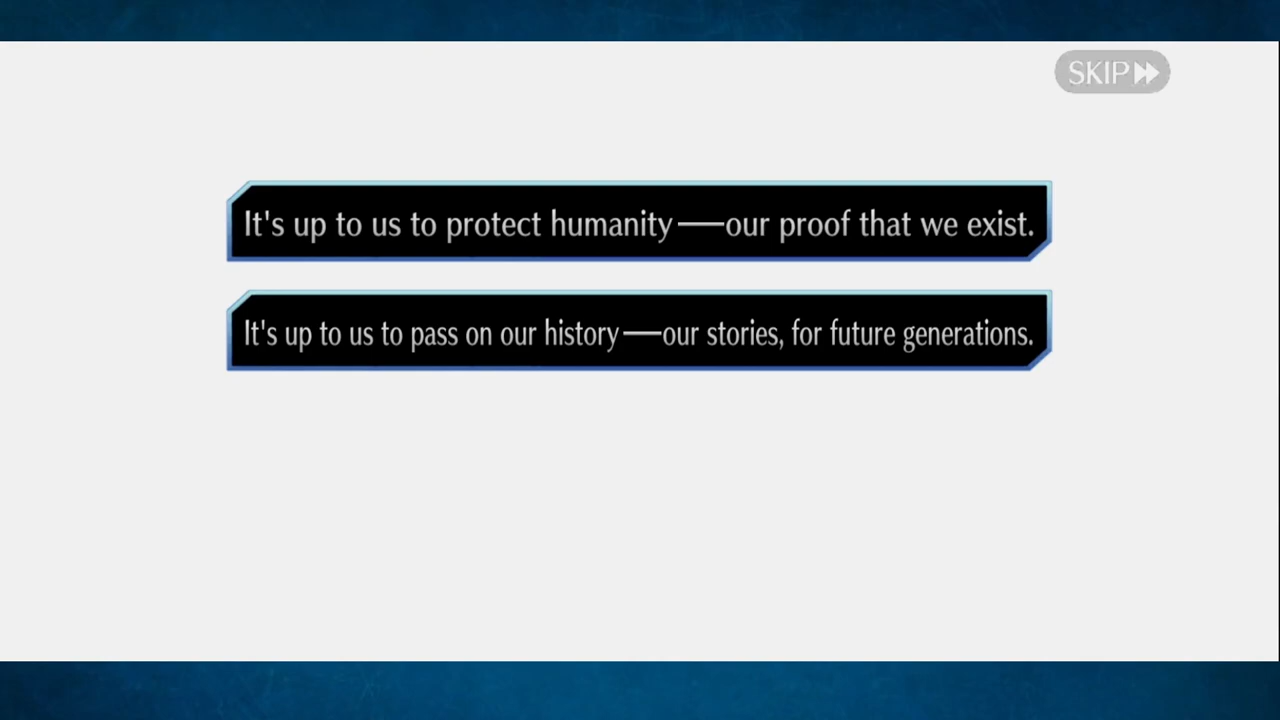 SKIP
It's up to us to protect humanity——our proof that we exist.
It's up to us to pass on our history——our stories, for future generations.